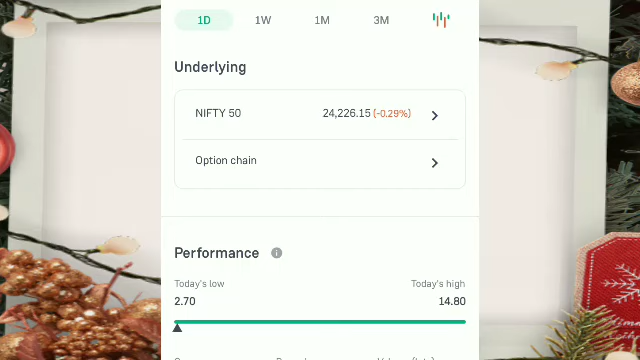 1D 1W 1M 3M
Underlying
NIFTY 50 24,226.15 (-0.29%)
Option chain
Performance
Today's low Today's high
2.70 14.80